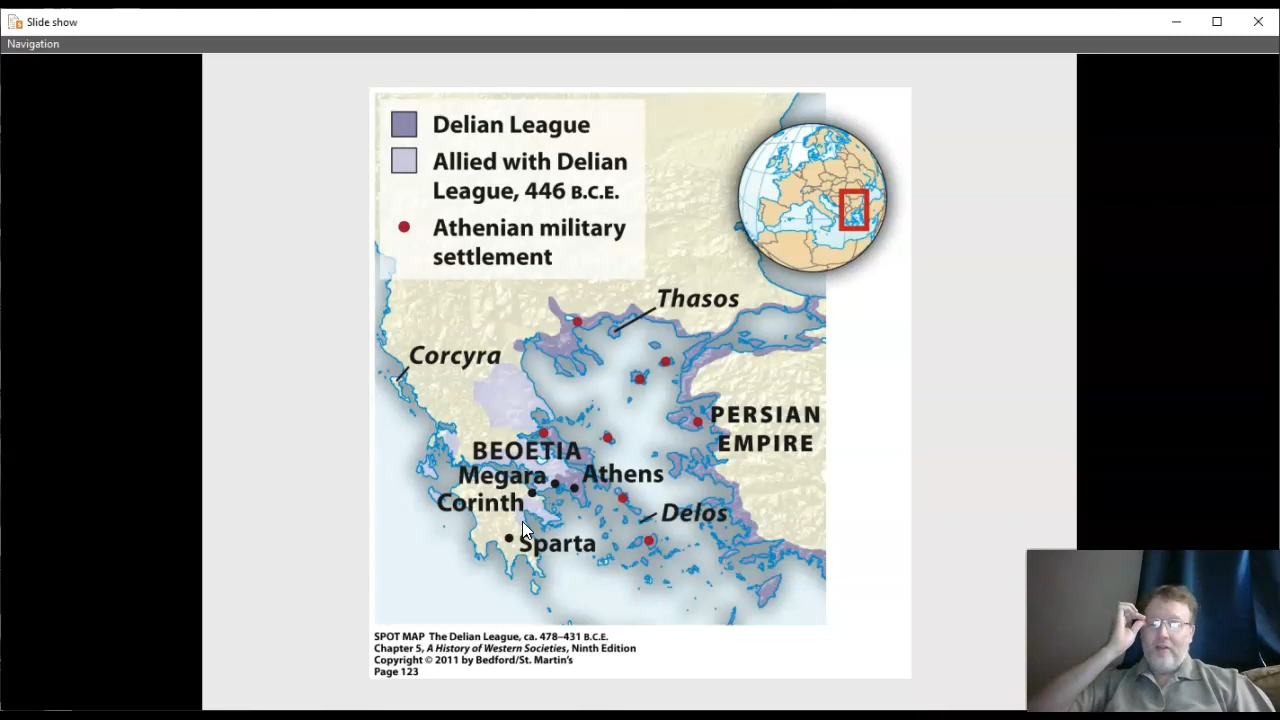 Slide show
Navigation
Delian League
Allied with Delian
League, 446 B.C.E.
Athenian military
settlement
Thasos
Corcyra
PERSIAN
EMPIRE
BEOETIA
Megara
Athens
Corinth
Delos
Sparta
SPOT MAP The Delian League, ca. 478–431 B.C.E.
Chapter 5, A History of Western Societies, Ninth Edition
Copyright © 2011 by Bedford/St. Martin's
Page 123